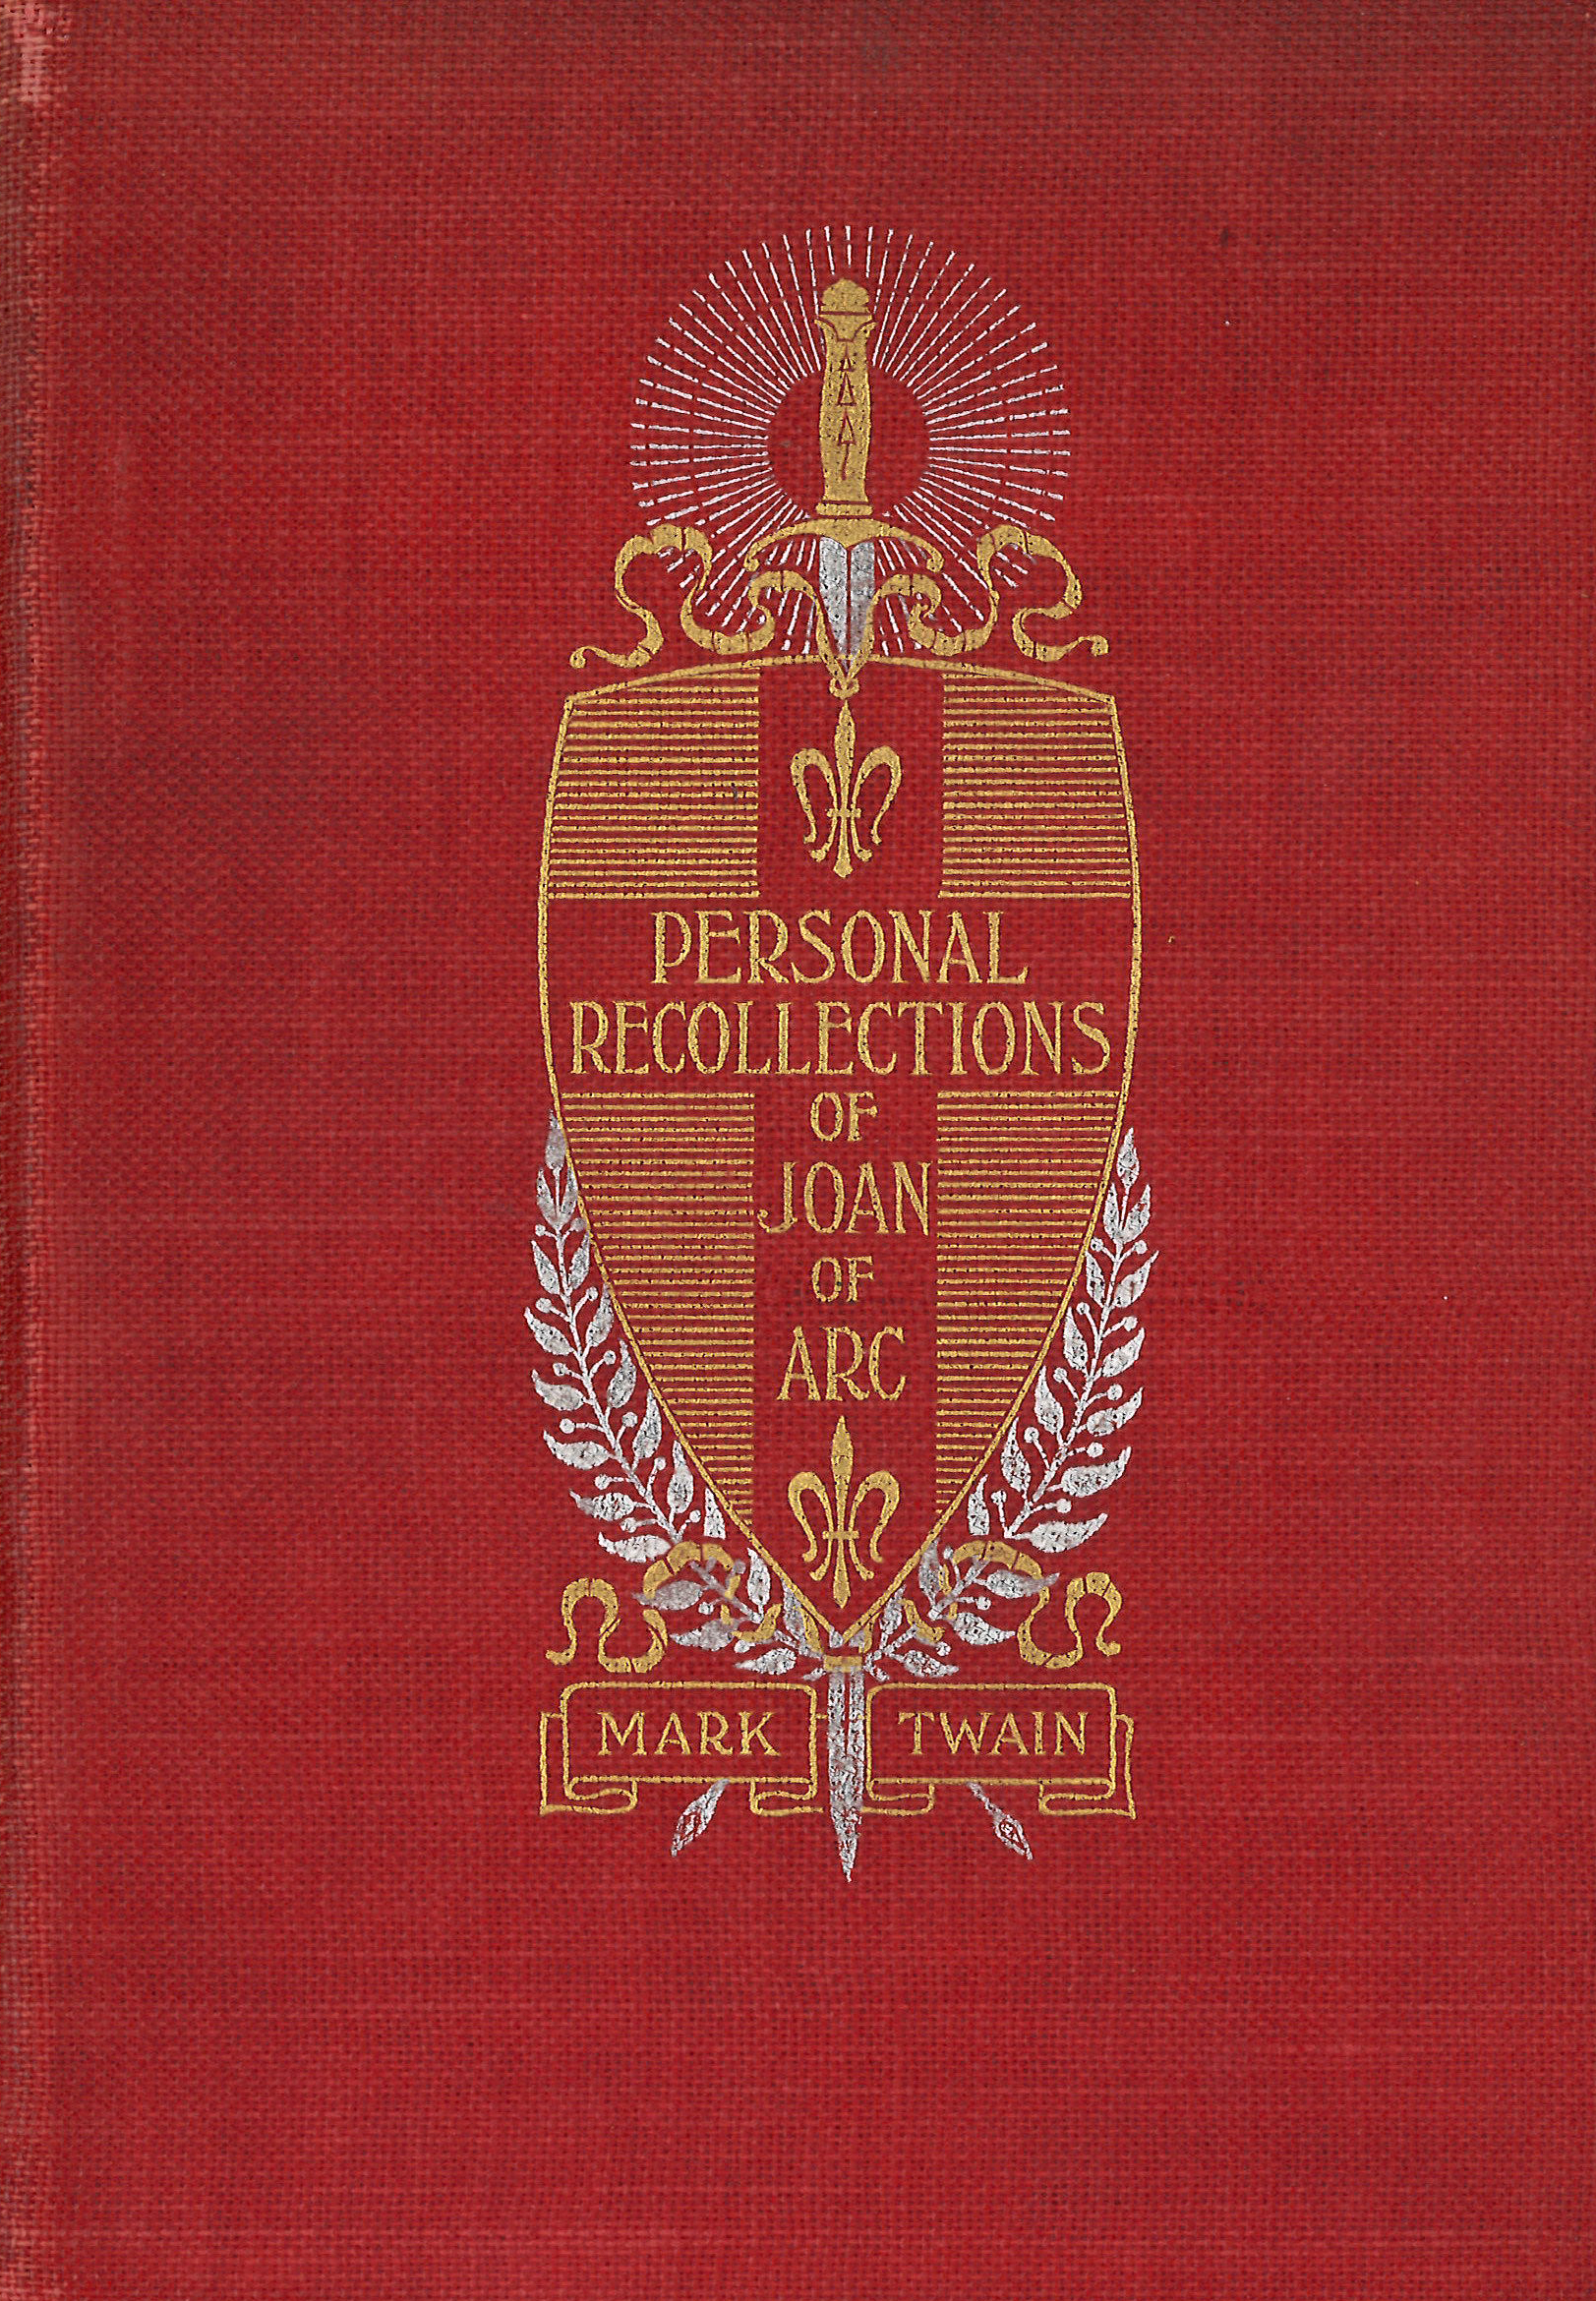 PERSONAL
RECOLLECTIONS
OF
JOAN
OF
ARC
MARK TWAIN